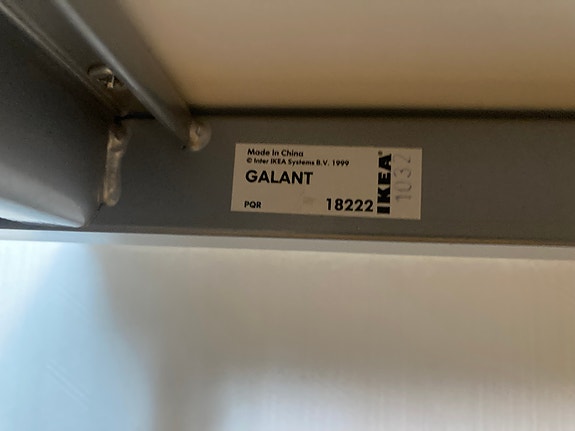 Made in China
© Inter IKEA Systems B.V. 1999
GALANT
PQR 18222
IKEA®
1032